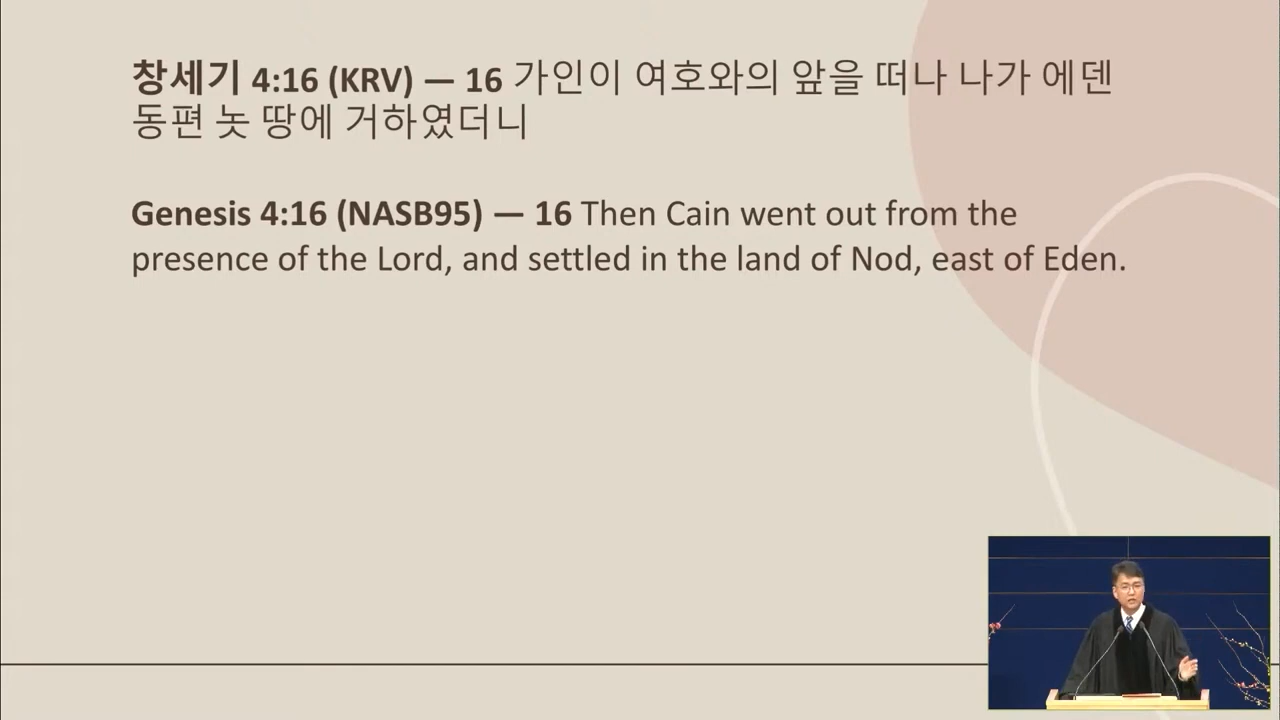 창세기 4:16 (KRV) — 16 가인이 여호와의 앞을 떠나 나가 에덴
동편 놋 땅에 거하였더니
Genesis 4:16 (NASB95) — 16 Then Cain went out from the
presence of the Lord, and settled in the land of Nod, east of Eden.